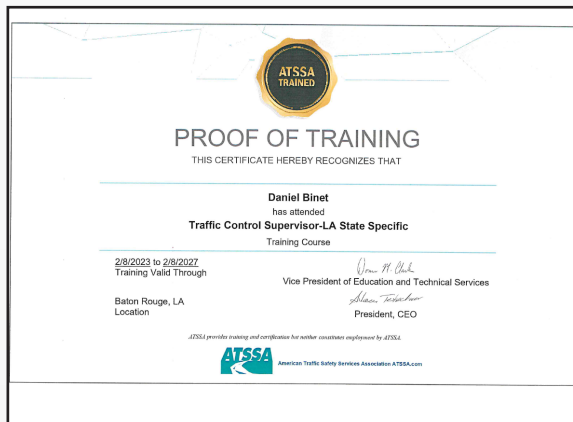 ATSSA
TRAINED
PROOF OF TRAINING
THIS CERTIFICATE HEREBY RECOGNIZES THAT
Daniel Binet
has attended
Traffic Control Supervisor-LA State Specific
Training Course
2/8/2023 to 2/8/2027
Training Valid Through
Vice President of Education and Technical Services
Baton Rouge, LA
Location
President, CEO
ATSSA provides training and certification but neither constitutes employment by ATSSA.
ATSSA
American Traffic Safety Services Association ATSSA.com